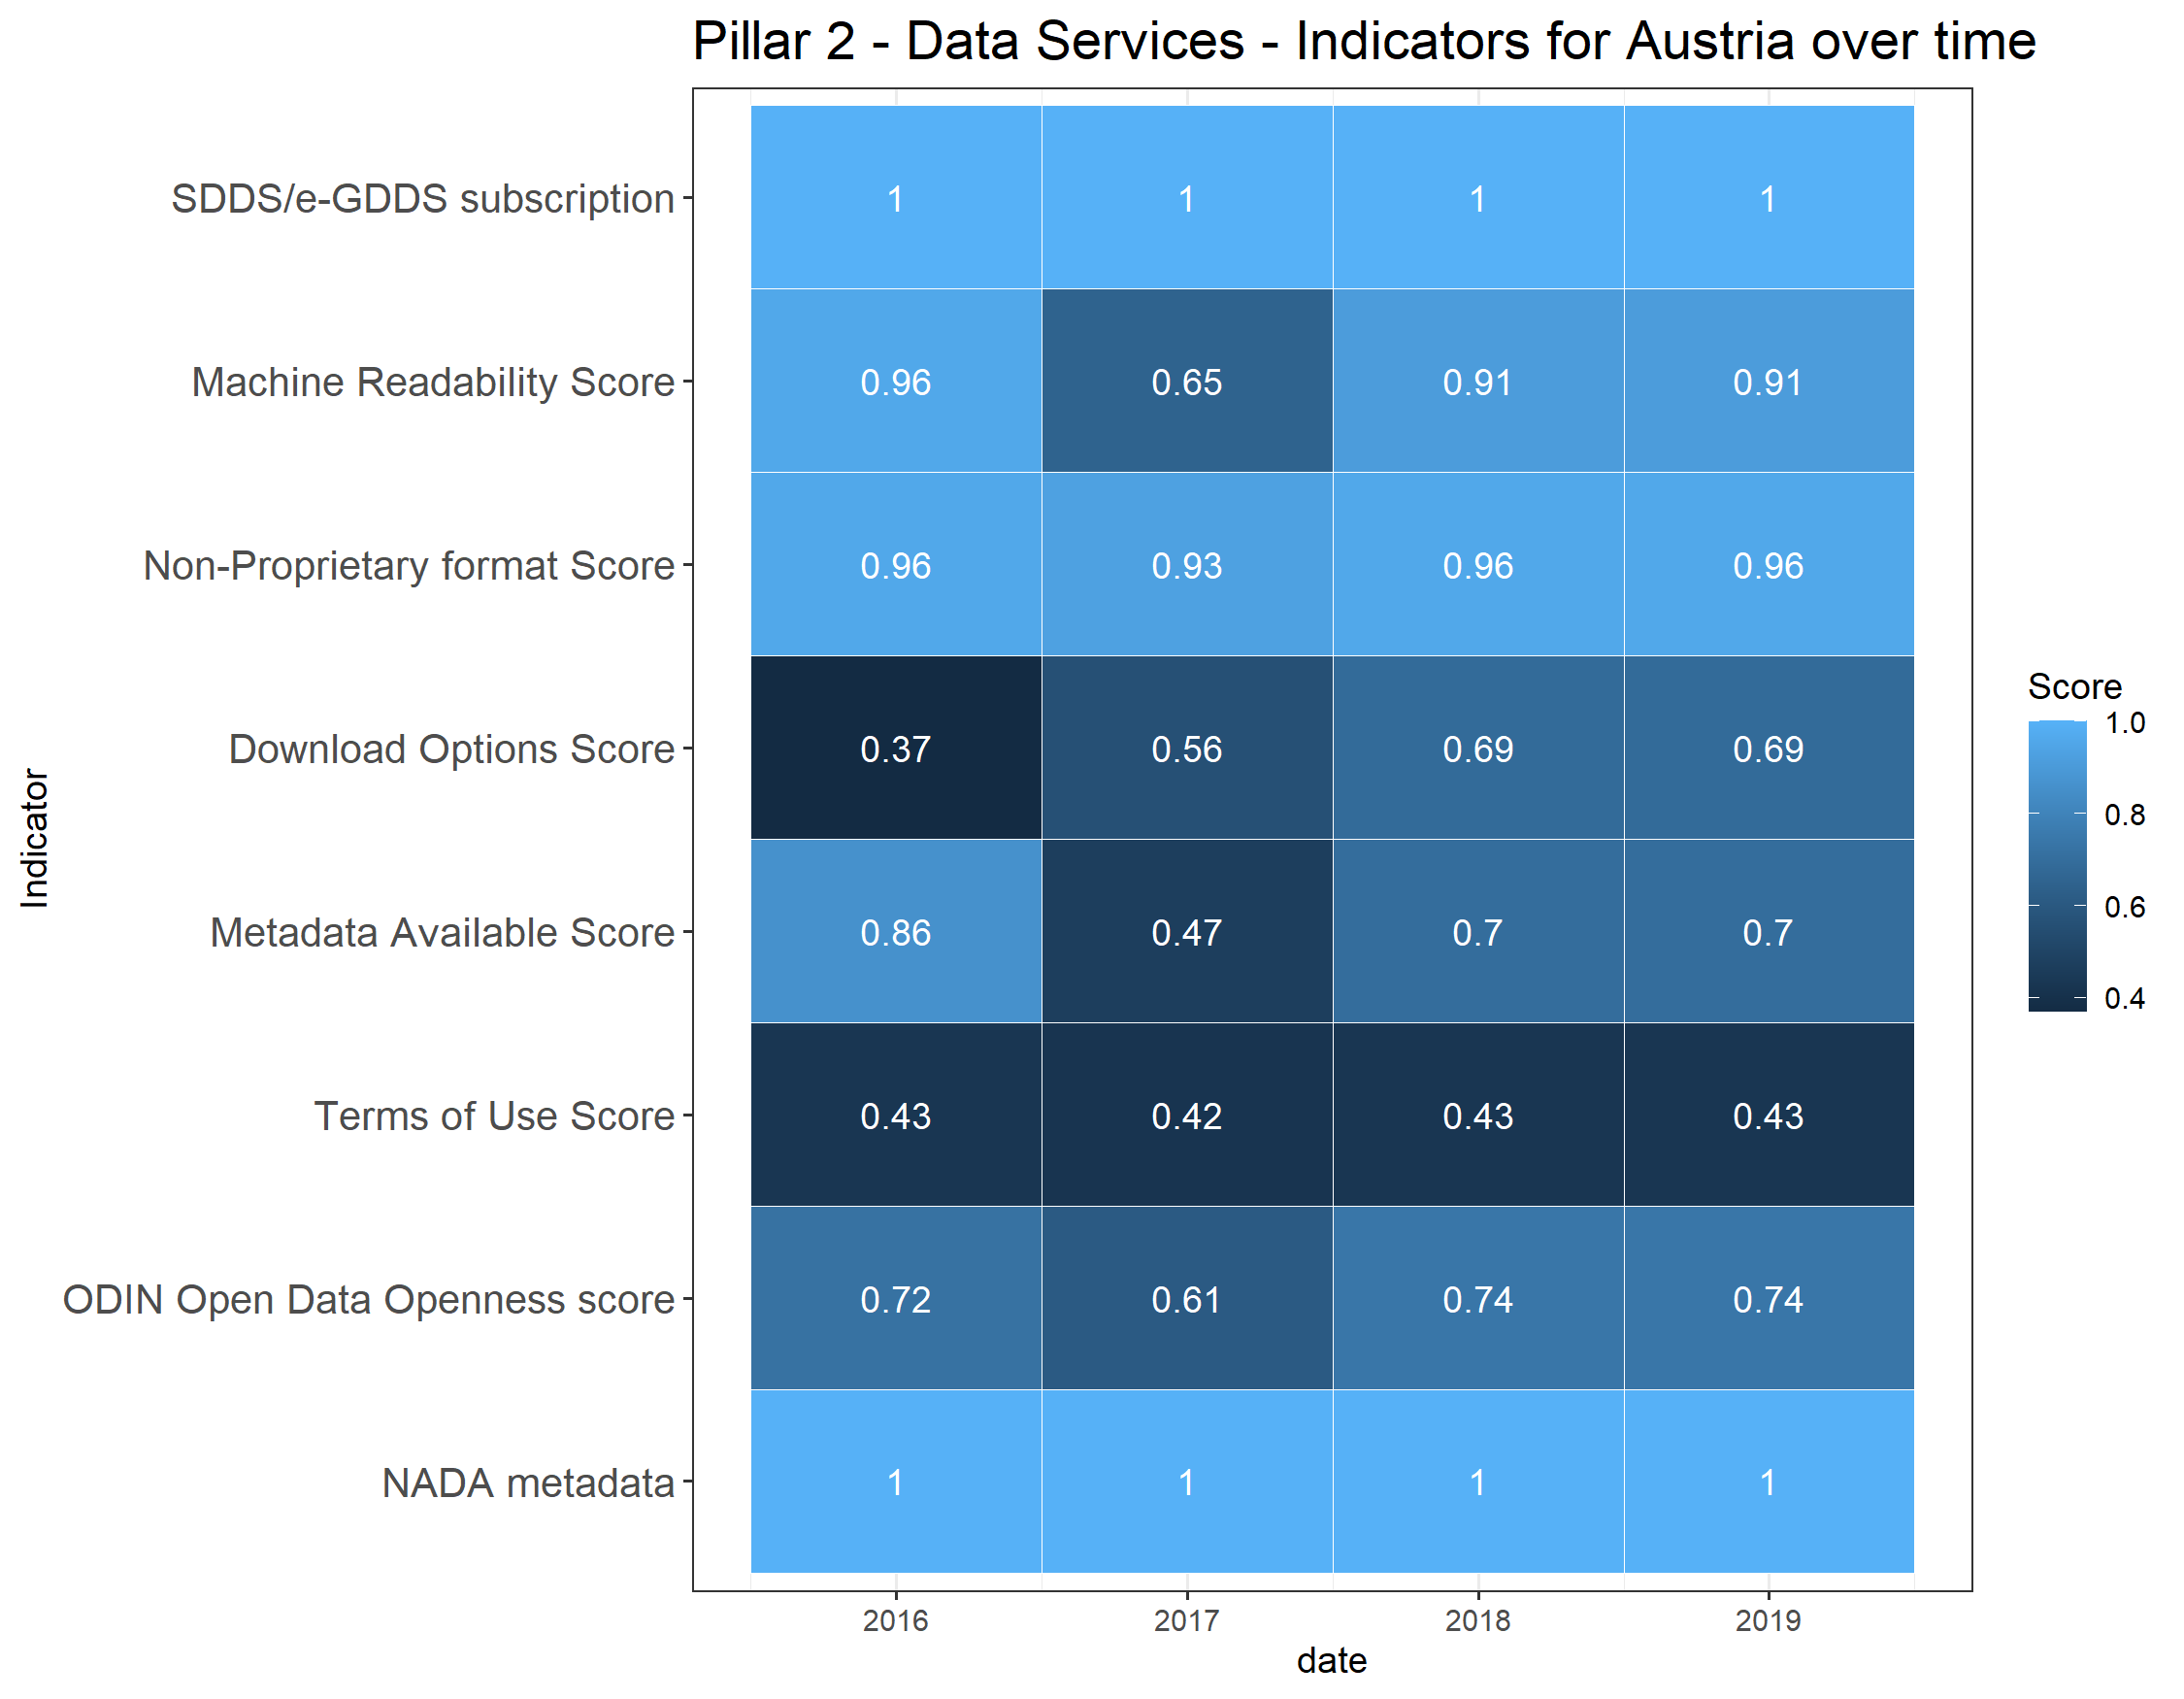 Pillar 2 - Data Services - Indicators for Austria over time
SDDS/e-GDDS subscription 1 1 1 1
Machine Readability Score 0.96 0.65 0.91 0.91
Non-Proprietary format Score 0.96 0.93 0.96 0.96
Download Options Score 0.37 0.56 0.69 0.69
Metadata Available Score 0.86 0.47 0.7 0.7
Terms of Use Score 0.43 0.42 0.43 0.43
ODIN Open Data Openness score 0.72 0.61 0.74 0.74
NADA metadata 1 1 1 1
2016 2017 2018 2019
date
Indicator
Score
1.0
0.8
0.6
0.4